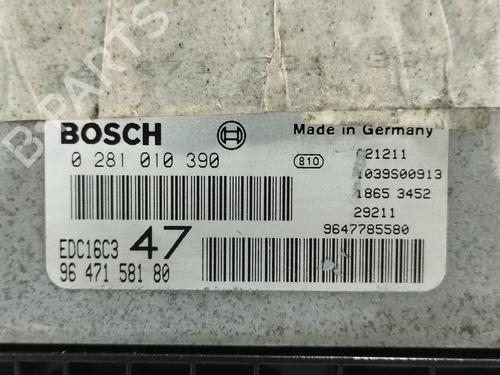 BOSCH
Made in Germany
0 281 010 390
810
021211
1039S00913
1865 3452
29211
9647785580
EDC16C3 47
96 471 581 80
B-PARTS